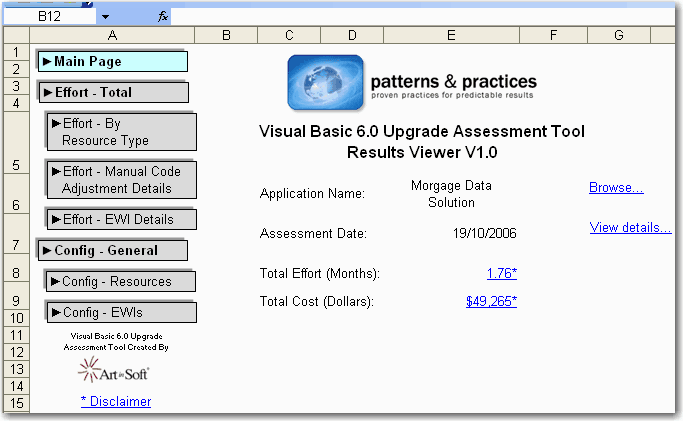 B12
fx
A B C D E F G
1
2
3
4
5
6
7
8
9
10
11
12
13
14
15
►Main Page
►Effort - Total
►Effort - By
Resource Type
►Effort - Manual Code
Adjustment Details
►Effort - EWI Details
►Config - General
►Config - Resources
►Config - EWIs
Visual Basic 6.0 Upgrade
Assessment Tool Created By
Art in Soft
* Disclaimer
patterns & practices
proven practices for predictable results
Visual Basic 6.0 Upgrade Assessment Tool
Results Viewer V1.0
Application Name: Morgage Data
Solution
Browse...
Assessment Date: 19/10/2006 View details...
Total Effort (Months): 1.76*
Total Cost (Dollars): $49,265*